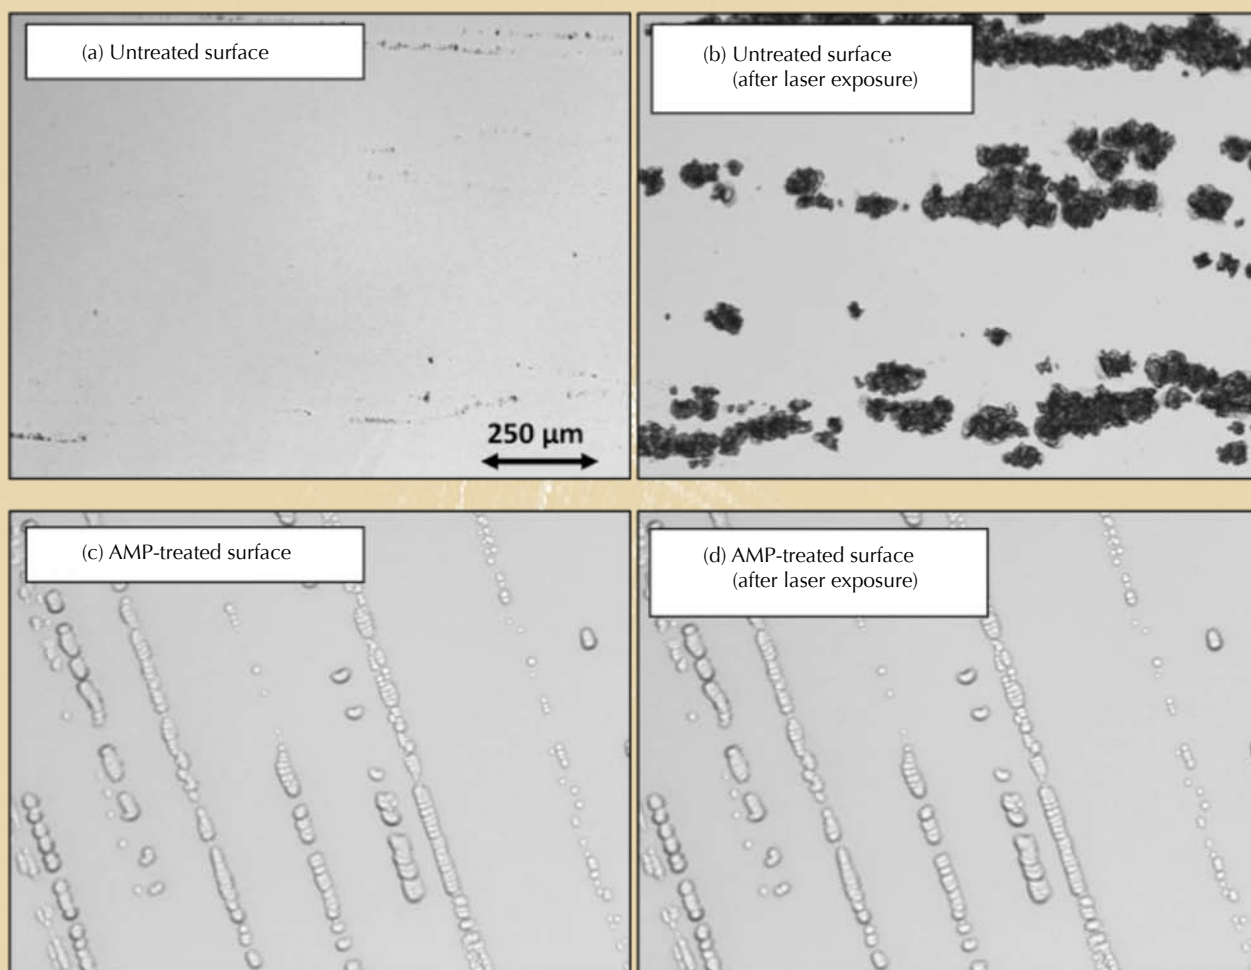 (a) Untreated surface
(b) Untreated surface
(after laser exposure)
250 μm
(c) AMP-treated surface
(d) AMP-treated surface
(after laser exposure)